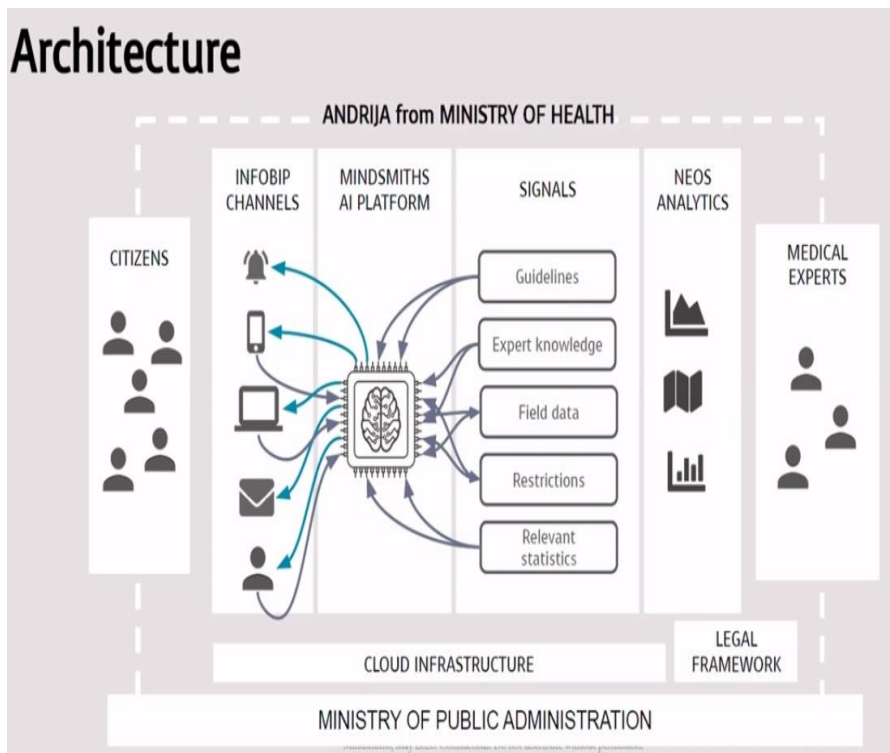 Architecture
ANDRIJA from MINISTRY OF HEALTH
INFOBIP
CHANNELS
MINDSMITHS
AI PLATFORM
SIGNALS
NEOS
ANALYTICS
CITIZENS
MEDICAL
EXPERTS
Guidelines
Expert knowledge
Field data
Restrictions
Relevant
statistics
CLOUD INFRASTRUCTURE
LEGAL
FRAMEWORK
MINISTRY OF PUBLIC ADMINISTRATION